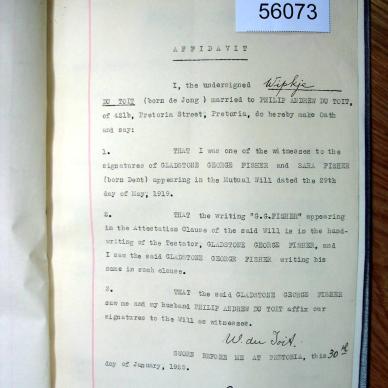 56073
AFFIDAVIT
I, the undersigned Wipkje
DU TOIT (born de Jong ) married to PHILIP ANDREW DU TOIT,
of 421b, Pretoria Street, Pretoria, do hereby make Oath
and say:
1. THAT I was one of the witnesses to the
signatures of GLADSTONE GEORGE FISHER and SARA FISHER
(born Dent) appearing in the Mutual Will dated the 29th
day of May, 1919.
2. THAT the writing "G.G.FISHER" appearing
in the Attestation Clause of the said Will is in the hand-
writing of the Testator, GLADSTONE GEORGE FISHER, and
I saw the said GLADSTONE GEORGE FISHER writing his
name in such clause.
3. THAT the said GLADSTONE GEORGE FISHER
saw me and my husband PHILIP ANDREW DU TOIT affix our
signatures to the Will as witnesses.
W. du Toit.
SWORN BEFORE ME AT PRETORIA, this 30th
day of January,